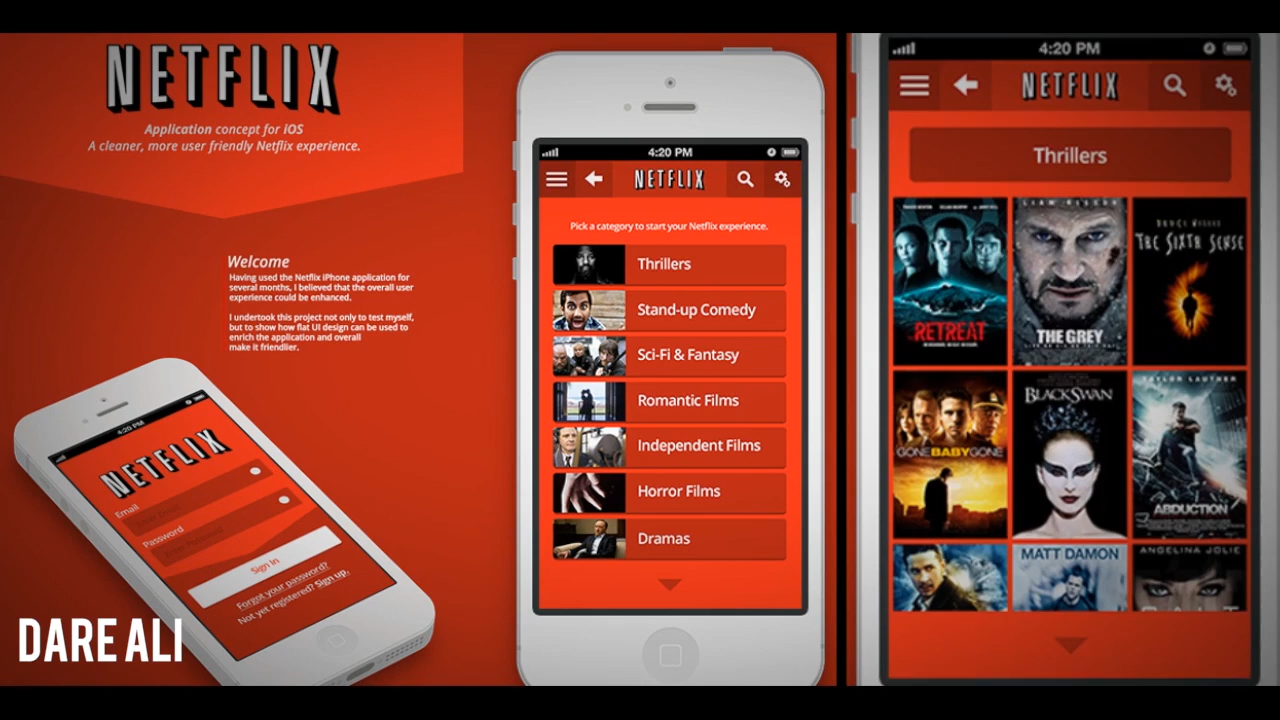 NETFLIX
Application concept for iOS
A cleaner, more user friendly Netflix experience.
Welcome
Having used the Netflix iPhone application for
several months, I believed that the overall user
experience could be enhanced.
I undertook this project not only to test myself,
but to show how flat UI design can be used to
enrich the application and overall
make it friendlier.
4:20 PM
NETFLIX
Email
Enter Email
Password
Enter Password
Sign in
Forgot your password?
Not yet registered? Sign up.
DARE ALI
4:20 PM
NETFLIX
Pick a category to start your Netflix experience.
Thrillers
Stand-up Comedy
Sci-Fi & Fantasy
Romantic Films
Independent Films
Horror Films
Dramas
4:20 PM
NETFLIX
Thrillers
RETREAT
LIAM NEESON
THE GREY
BRUCE WILLIS
THE SIXTH SENSE
GONE BABY GONE
BLACK SWAN
TAYLOR LAUTNER
ABDUCTION
MATT DAMON
ANGELINA JOLIE